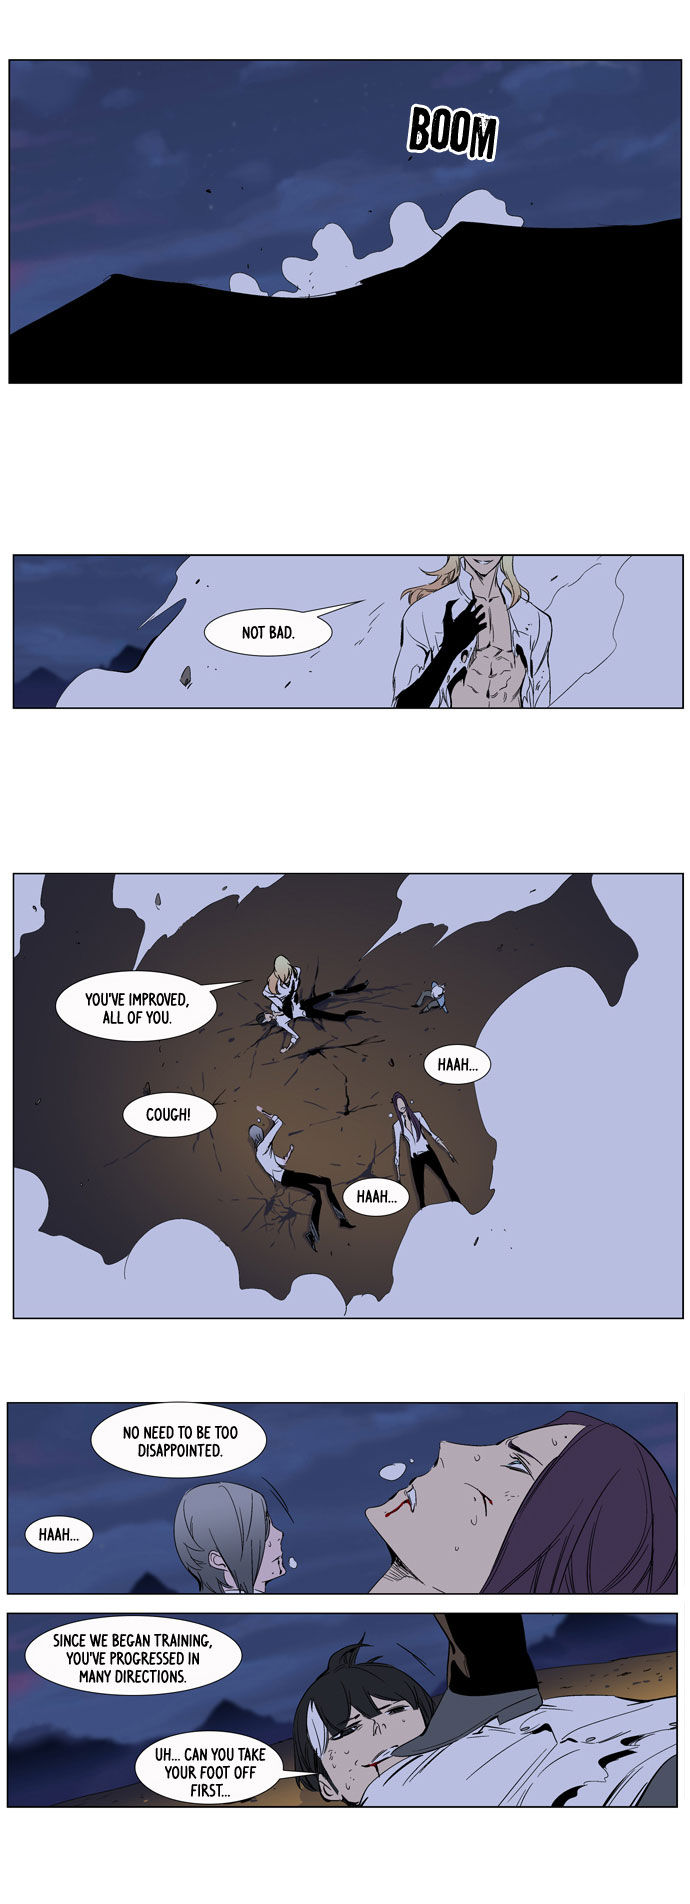 BOOM
NOT BAD.
YOU'VE IMPROVED,
ALL OF YOU.
HAAH...
COUGH!
HAAH...
NO NEED TO BE TOO
DISAPPOINTED.
HAAH...
SINCE WE BEGAN TRAINING,
YOU'VE PROGRESSED IN
MANY DIRECTIONS.
UH... CAN YOU TAKE
YOUR FOOT OFF
FIRST...